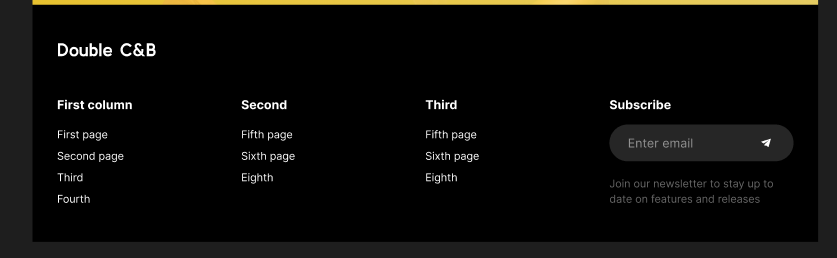 Double C&B
First column
First page
Second page
Third
Fourth
Second
Fifth page
Sixth page
Eighth
Third
Fifth page
Sixth page
Eighth
Subscribe
Enter email
Join our newsletter to stay up to
date on features and releases